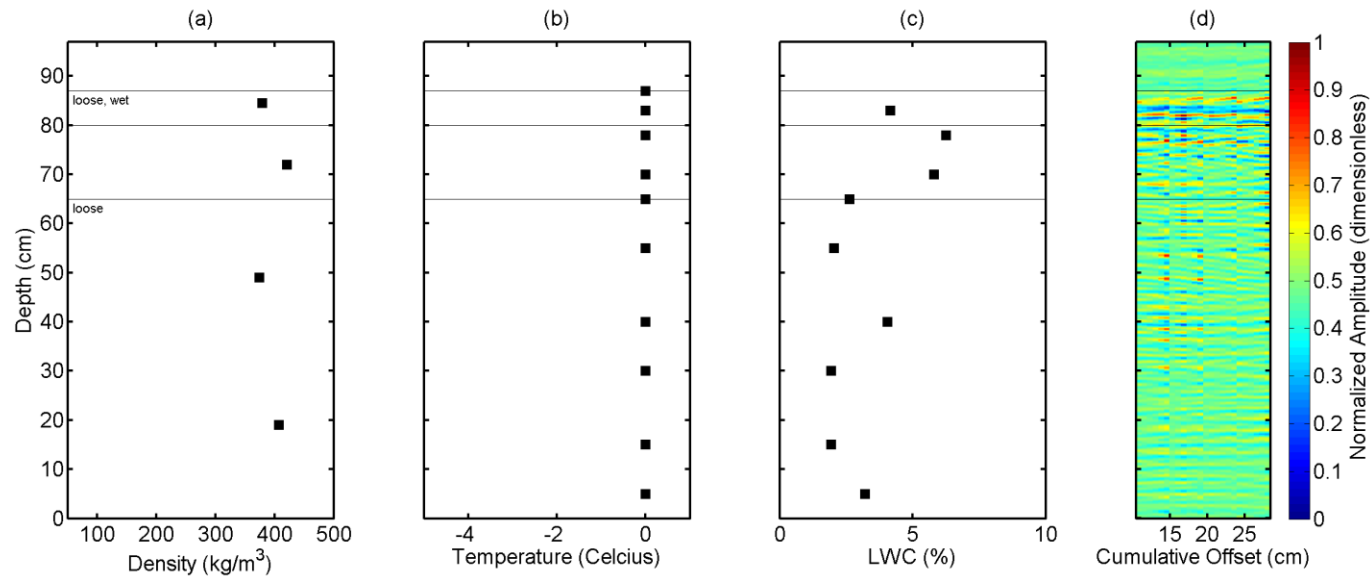 (a)
(b)
(c)
(d)
90
80
70
60
50
40
30
20
10
0
Depth (cm)
loose, wet
loose
100 200 300 400 500
Density (kg/m³)
-4 -2 0
Temperature (Celcius)
0 5 10
LWC (%)
15 20 25
Cumulative Offset (cm)
1
0.9
0.8
0.7
0.6
0.5
0.4
0.3
0.2
0.1
0
Normalized Amplitude (dimensionless)